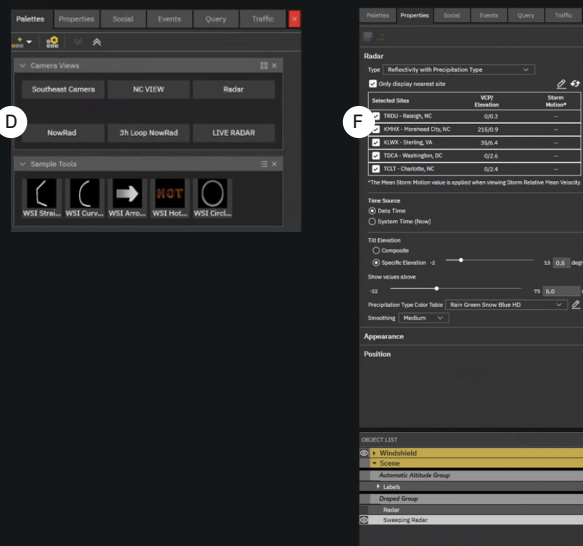 Palettes Properties Social Events Query Traffic ×
Camera Views
Southeast Camera NC VIEW Radar
D
NowRad 3h Loop NowRad LIVE RADAR
Sample Tools
HOT
WSI Strai... WSI Curv... WSI Arro... WSI Hot... WSI Circl...
Palettes Properties Social Events Query Traffic
Radar
Type Reflectivity with Precipitation Type
Only display nearest site
Selected Sites VCP/ Elevation Storm Motion*
F
TRDU - Raleigh, NC 0/0.3 --
KMHX - Morehead City, NC 215/0.9 --
KLWX - Sterling, VA 35/6.4 --
TDCA - Washington, DC 0/2.6 --
TCLT - Charlotte, NC 0/2.4 --
*The Mean Storm Motion value is applied when viewing Storm Relative Mean Velocity.
Time Source
Data Time
System Time (Now)
Tilt Elevation
Composite
Specific Elevation -2 15 0.5 degr
Show values above
-32 75 5.0
Precipitation Type Color Table Rain Green Snow Blue HD
Smoothing Medium
Appearance
Position
OBJECT LIST
Windshield
Scene
Automatic Altitude Group
Labels
Draped Group
Radar
Sweeping Radar